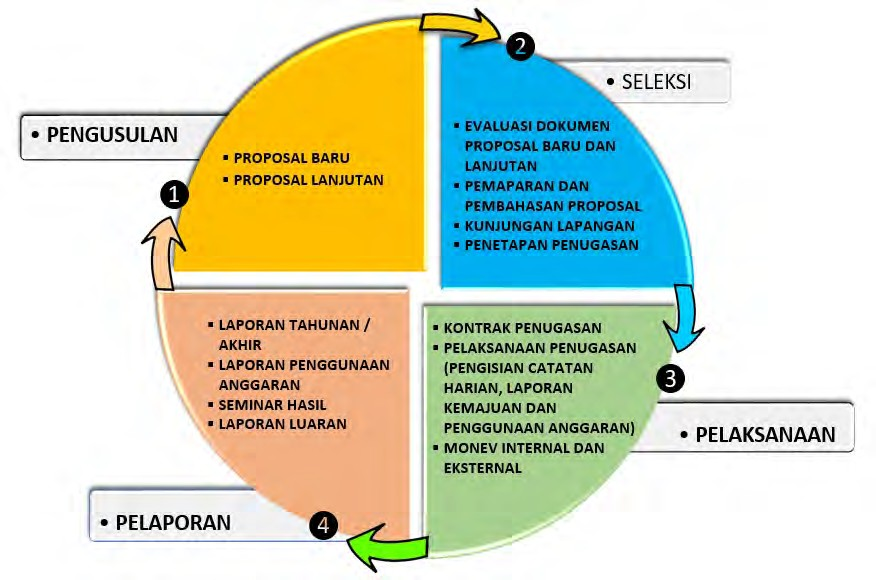 • PENGUSULAN
1
▪ PROPOSAL BARU
▪ PROPOSAL LANJUTAN
2
• SELEKSI
▪ EVALUASI DOKUMEN
PROPOSAL BARU DAN
LANJUTAN
▪ PEMAPARAN DAN
PEMBAHASAN PROPOSAL
▪ KUNJUNGAN LAPANGAN
▪ PENETAPAN PENUGASAN
3
• PELAKSANAAN
▪ KONTRAK PENUGASAN
▪ PELAKSANAAN PENUGASAN
(PENGISIAN CATATAN
HARIAN, LAPORAN
KEMAJUAN DAN
PENGGUNAAN ANGGARAN)
▪ MONEV INTERNAL DAN
EKSTERNAL
4
• PELAPORAN
▪ LAPORAN TAHUNAN /
AKHIR
▪ LAPORAN PENGGUNAAN
ANGGARAN
▪ SEMINAR HASIL
▪ LAPORAN LUARAN